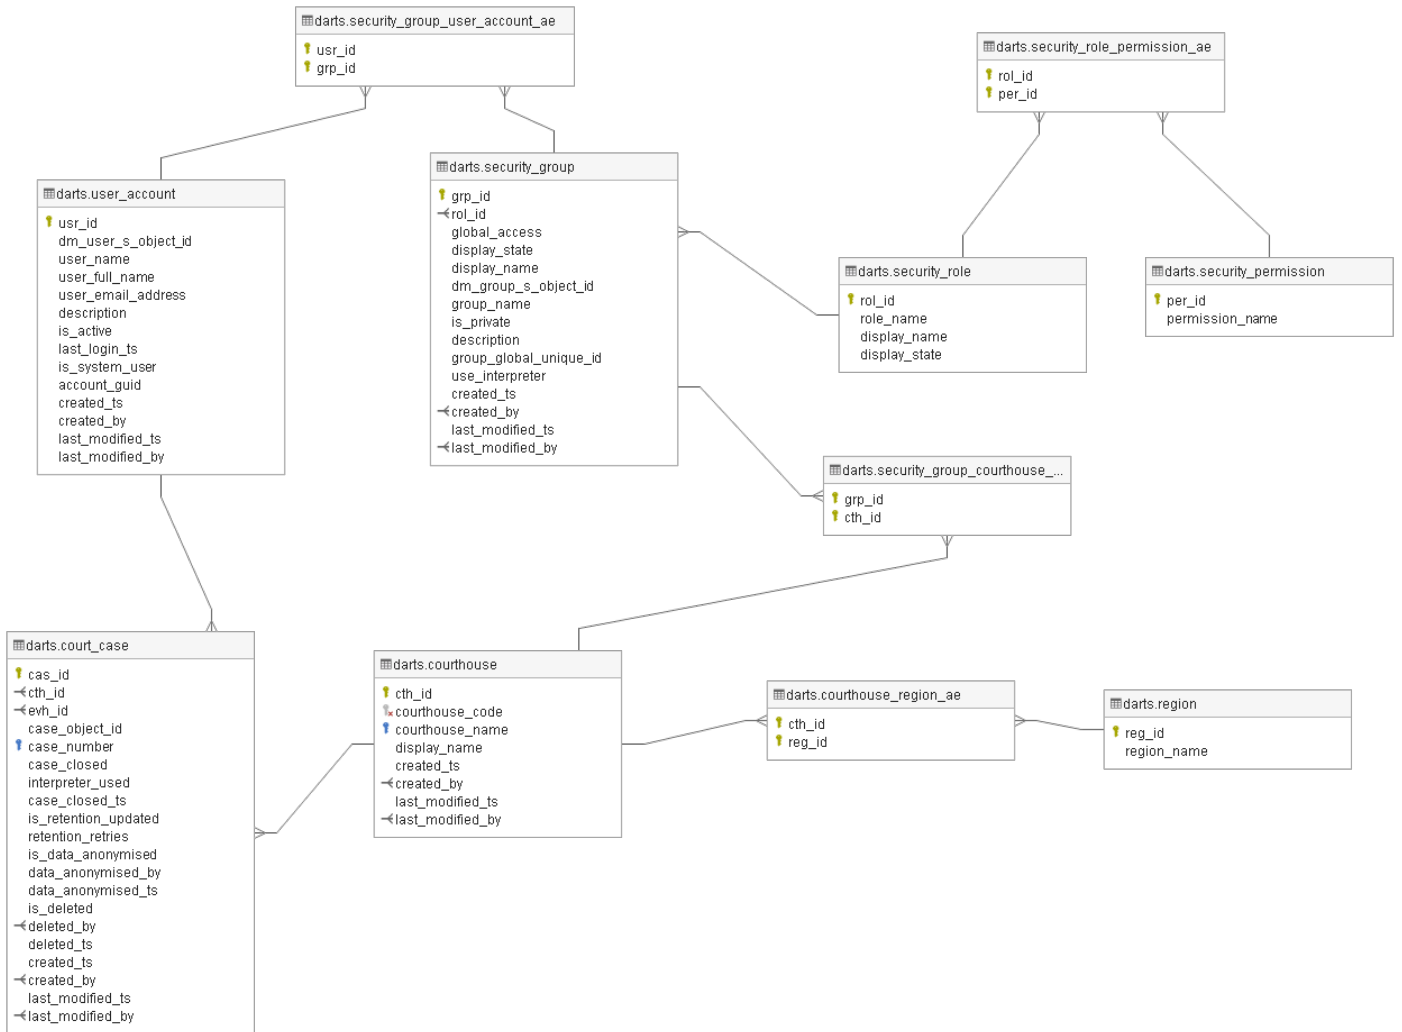 darts.security_group_user_account_ae
usr_id
grp_id
darts.security_role_permission_ae
rol_id
per_id
darts.user_account
usr_id
dm_user_s_object_id
user_name
user_full_name
user_email_address
description
is_active
last_login_ts
is_system_user
account_guid
created_ts
created_by
last_modified_ts
last_modified_by
darts.security_group
grp_id
rol_id
global_access
display_state
display_name
dm_group_s_object_id
group_name
is_private
description
group_global_unique_id
use_interpreter
created_ts
created_by
last_modified_ts
last_modified_by
darts.security_role
rol_id
role_name
display_name
display_state
darts.security_permission
per_id
permission_name
darts.security_group_courthouse_...
grp_id
cth_id
darts.court_case
cas_id
cth_id
evh_id
case_object_id
case_number
case_closed
interpreter_used
case_closed_ts
is_retention_updated
retention_retries
is_data_anonymised
data_anonymised_by
data_anonymised_ts
is_deleted
deleted_by
deleted_ts
created_ts
created_by
last_modified_ts
last_modified_by
darts.courthouse
cth_id
courthouse_code
courthouse_name
display_name
created_ts
created_by
last_modified_ts
last_modified_by
darts.courthouse_region_ae
cth_id
reg_id
darts.region
reg_id
region_name